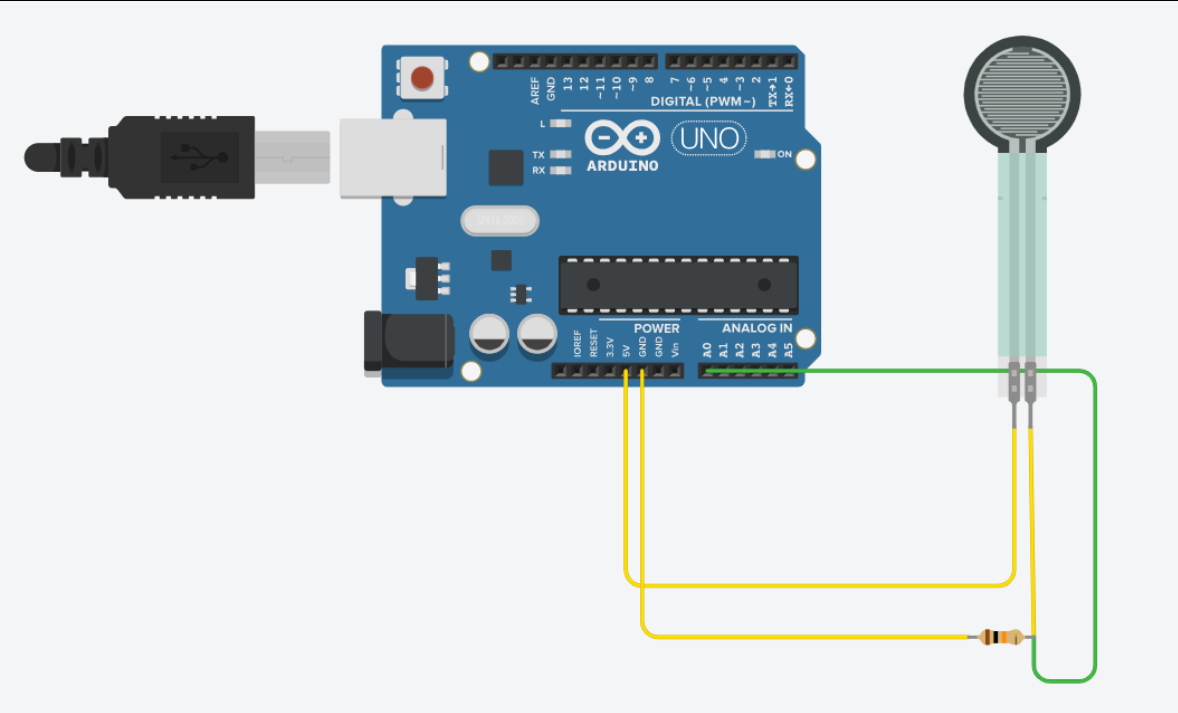 AREF
GND
13
12
~11
~10
~9
8
7
~6
~5
4
~3
2
TX→1
RX←0
DIGITAL (PWM~)
L
TX
RX
UNO
ON
ARDUINO
IOREF
RESET
3.3V
5V
GND
GND
Vin
POWER
ANALOG IN
A0
A1
A2
A3
A4
A5